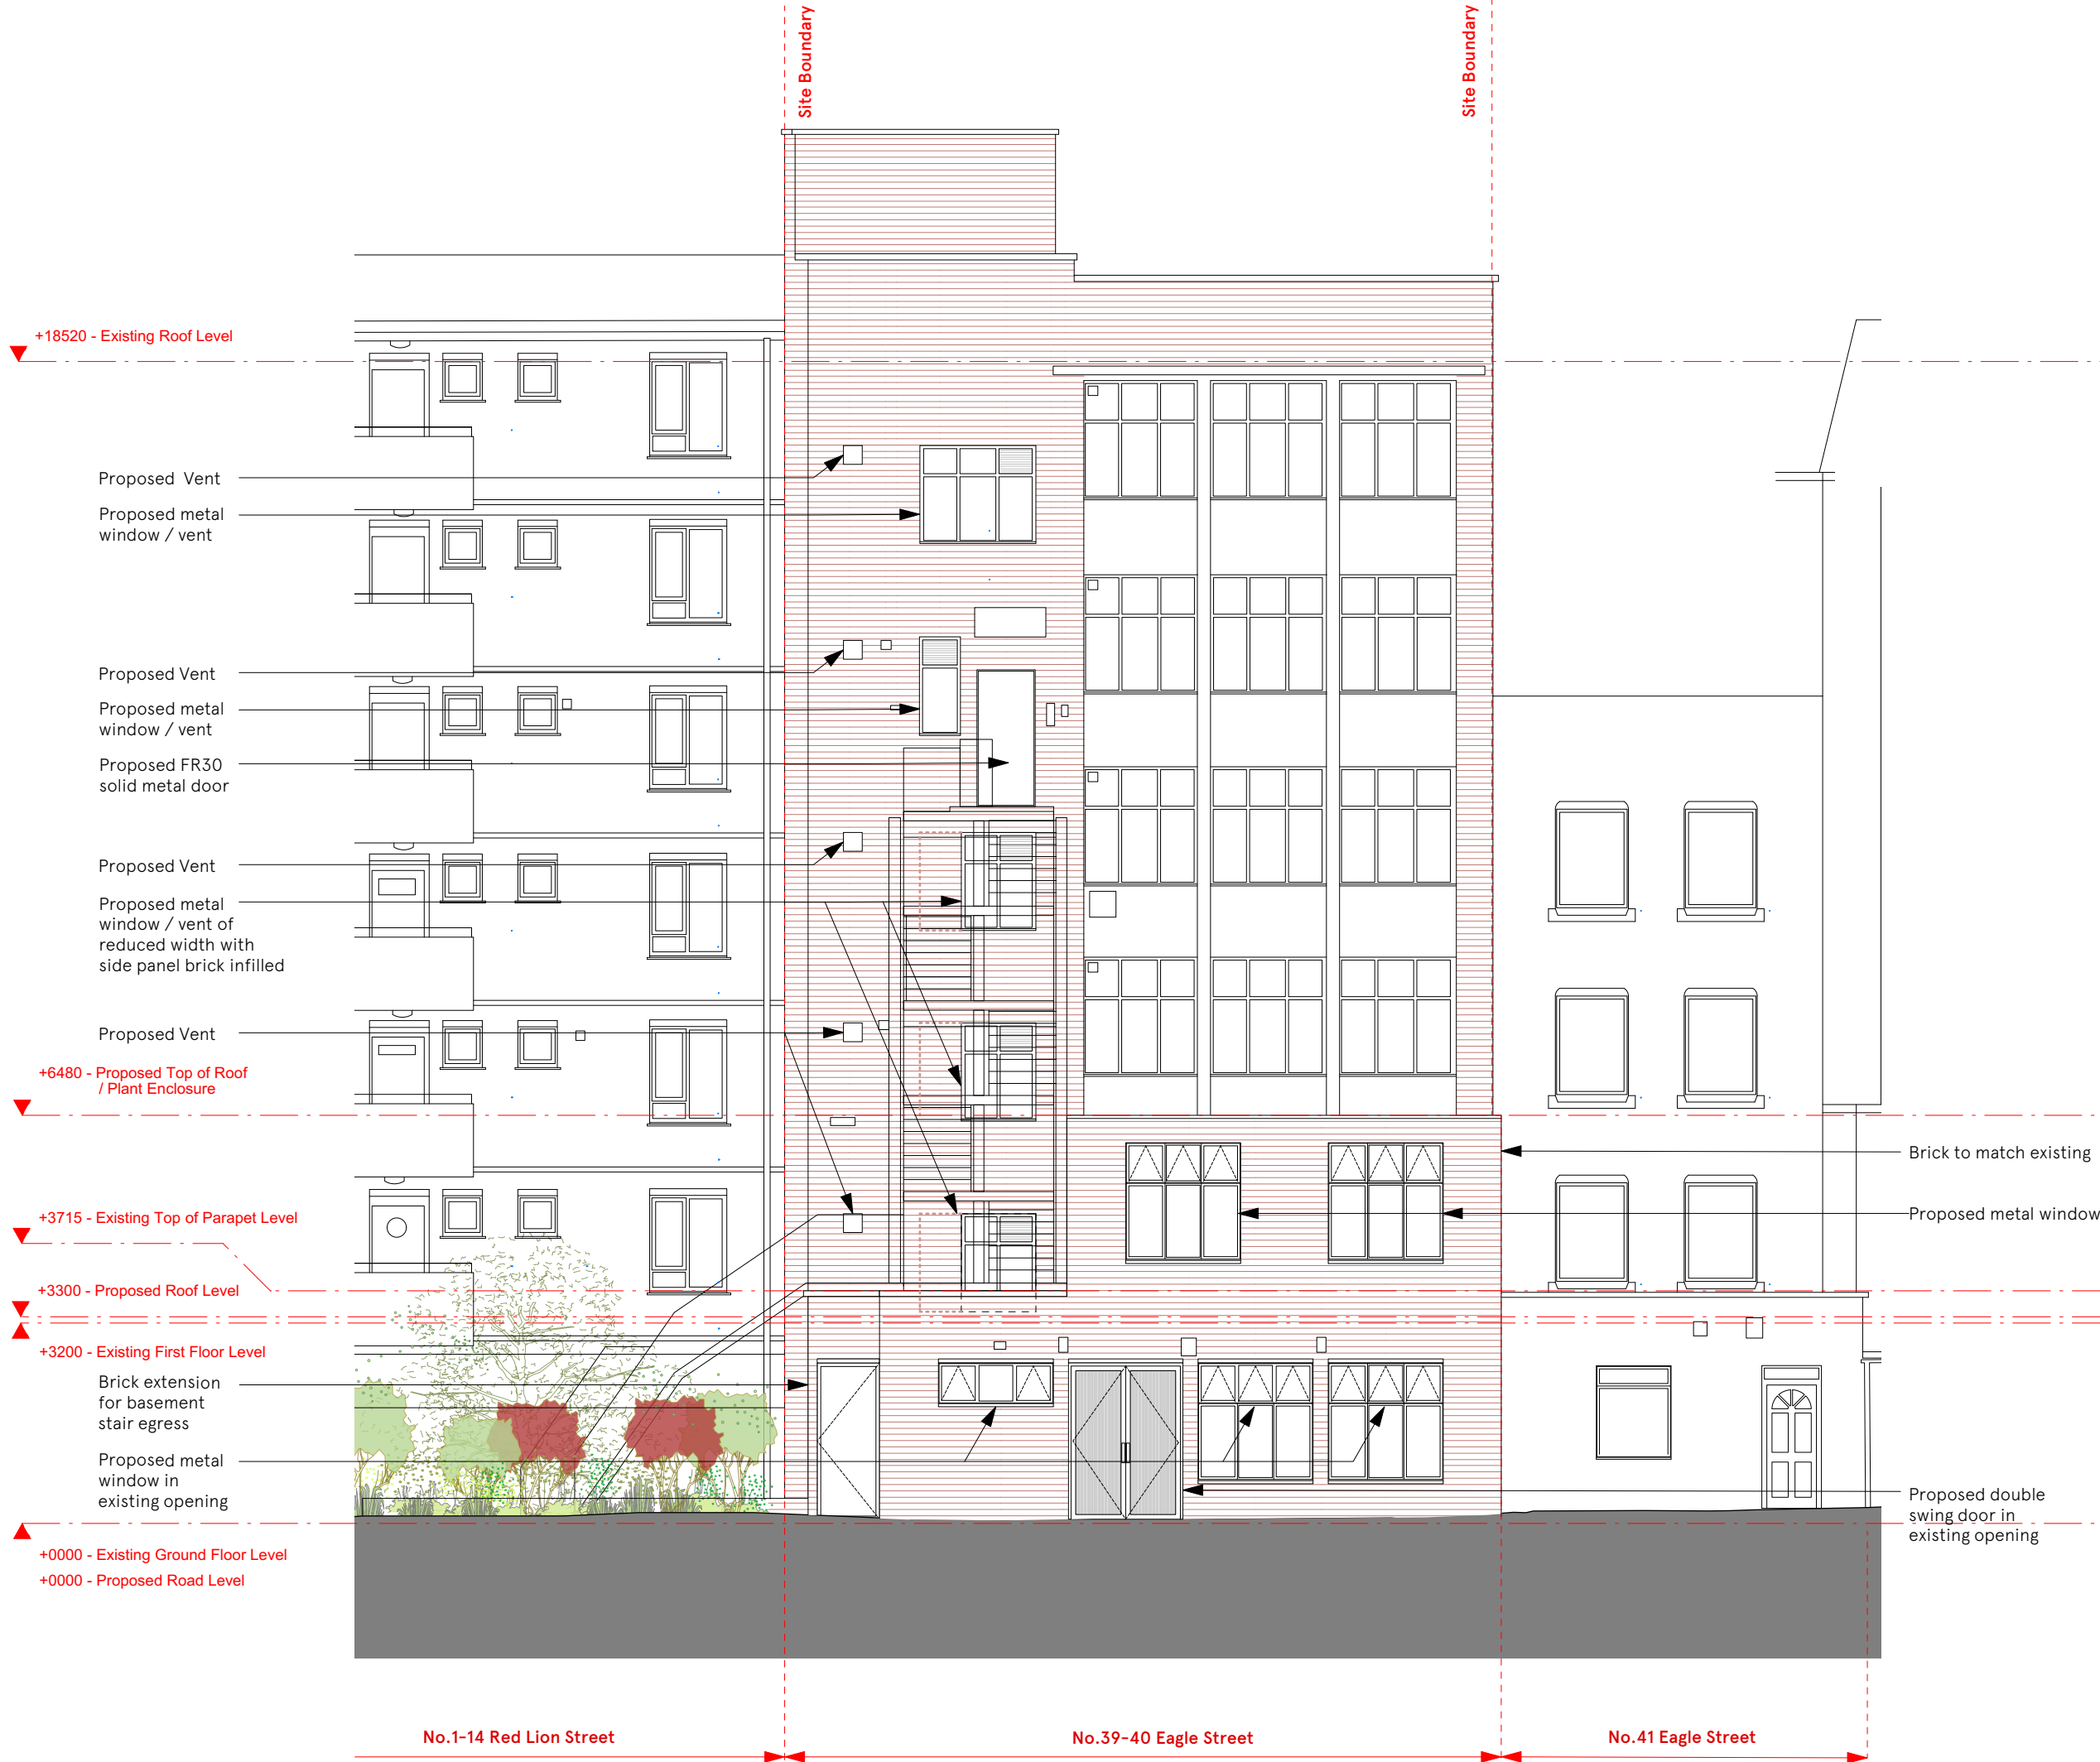 Site Boundary
Site Boundary
+18520 - Existing Roof Level
Proposed Vent
Proposed metal
window / vent
Proposed Vent
Proposed metal
window / vent
Proposed FR30
solid metal door
Proposed Vent
Proposed metal
window / vent of
reduced width with
side panel brick infilled
Proposed Vent
+6480 - Proposed Top of Roof
/ Plant Enclosure
Brick to match existing
+3715 - Existing Top of Parapet Level
Proposed metal window
+3300 - Proposed Roof Level
+3200 - Existing First Floor Level
Brick extension
for basement
stair egress
Proposed metal
window in
existing opening
Proposed double
swing door in
existing opening
+0000 - Existing Ground Floor Level
+0000 - Proposed Road Level
No.1-14 Red Lion Street
No.39-40 Eagle Street
No.41 Eagle Street